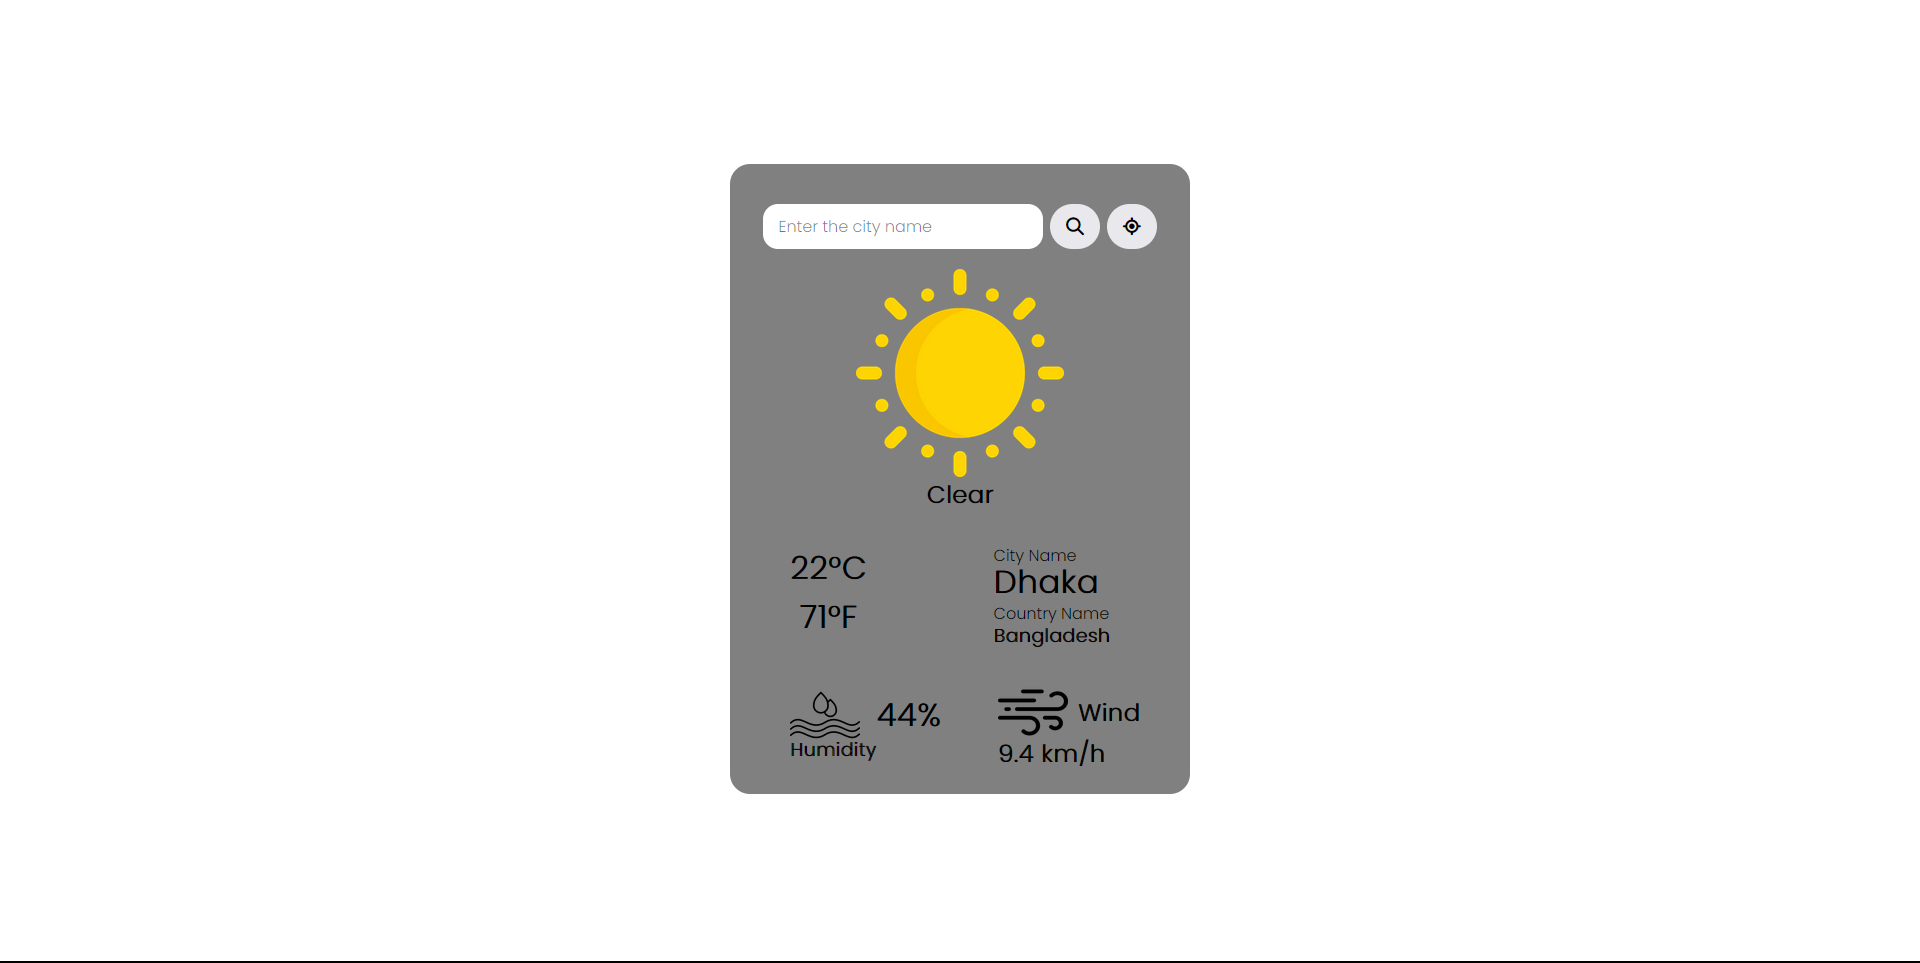 Enter the city name
Clear
22°C
71°F
City Name
Dhaka
Country Name
Bangladesh
44%
Humidity
Wind
9.4 km/h